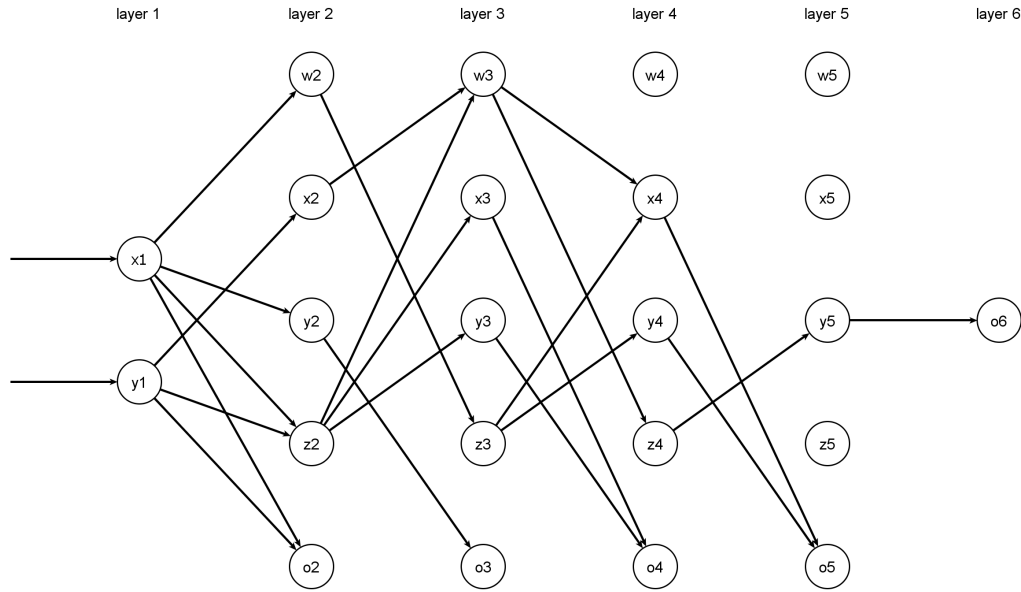 layer 1 layer 2 layer 3 layer 4 layer 5 layer 6
w2 w3 w4 w5
x2 x3 x4 x5
x1
y2 y3 y4 y5 o6
y1
z2 z3 z4 z5
o2 o3 o4 o5